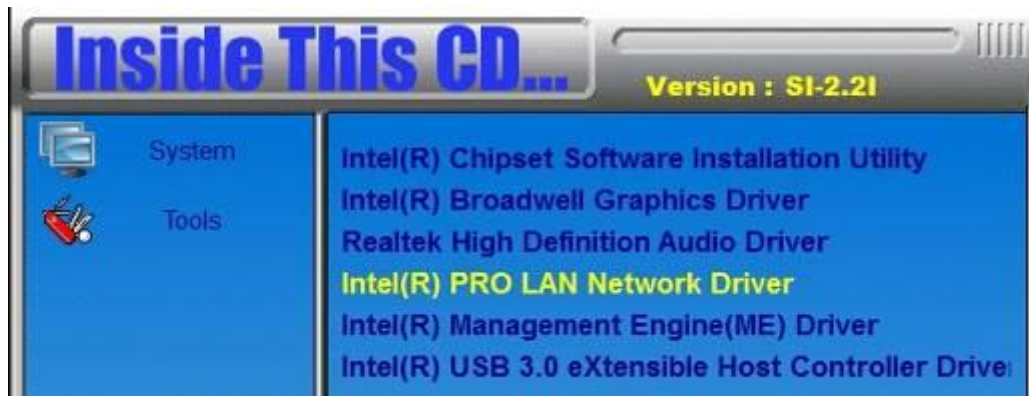 Inside This CD...
Version : SI-2.2I
System
Tools
Intel(R) Chipset Software Installation Utility
Intel(R) Broadwell Graphics Driver
Realtek High Definition Audio Driver
Intel(R) PRO LAN Network Driver
Intel(R) Management Engine(ME) Driver
Intel(R) USB 3.0 eXtensible Host Controller Drive